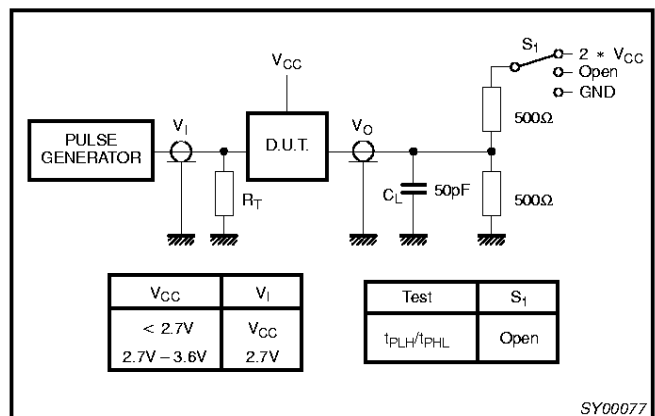 S1
2 * VCC
Open
GND
VCC
500Ω
PULSE
GENERATOR
VI
D.U.T.
VO
RT
CL
50pF
500Ω
VCC VI
< 2.7V VCC
2.7V – 3.6V 2.7V
Test S1
tPLH/tPHL Open
SY00077